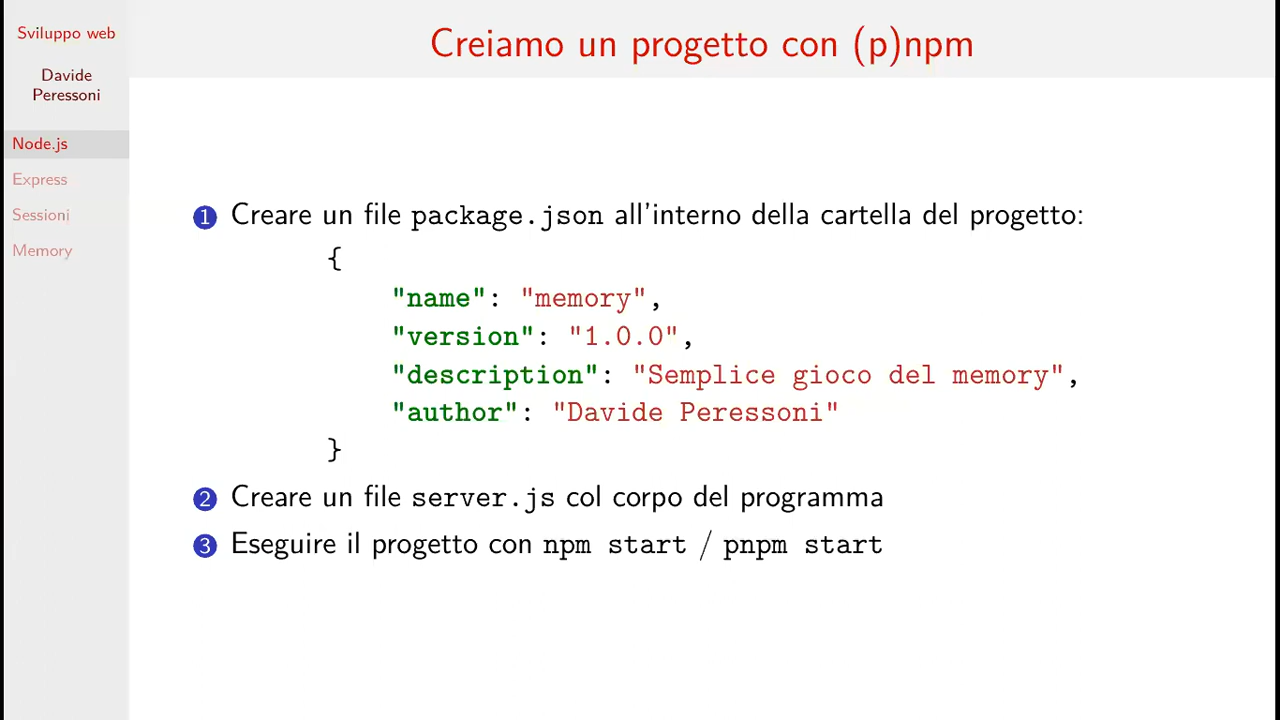 Sviluppo web
Davide
Peressoni
Node.js
Express
Sessioni
Memory
Creiamo un progetto con (p)npm
1 Creare un file package.json all'interno della cartella del progetto:
{
"name": "memory",
"version": "1.0.0",
"description": "Semplice gioco del memory",
"author": "Davide Peressoni"
}
2 Creare un file server.js col corpo del programma
3 Eseguire il progetto con npm start / pnpm start